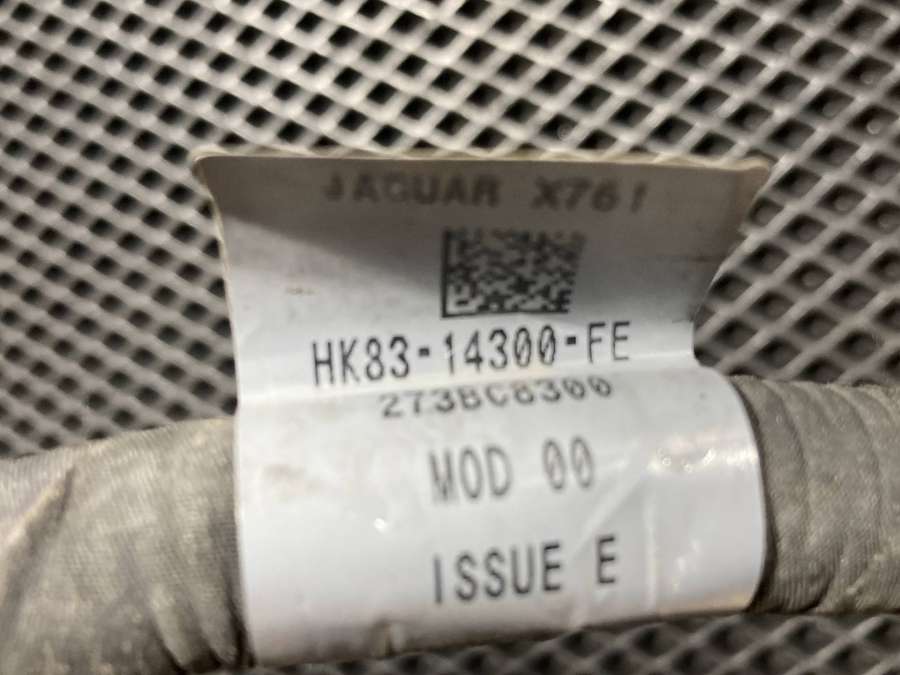 JAGUAR X761
HK83-14300-FE
273BC8300
MOD 00
ISSUE E